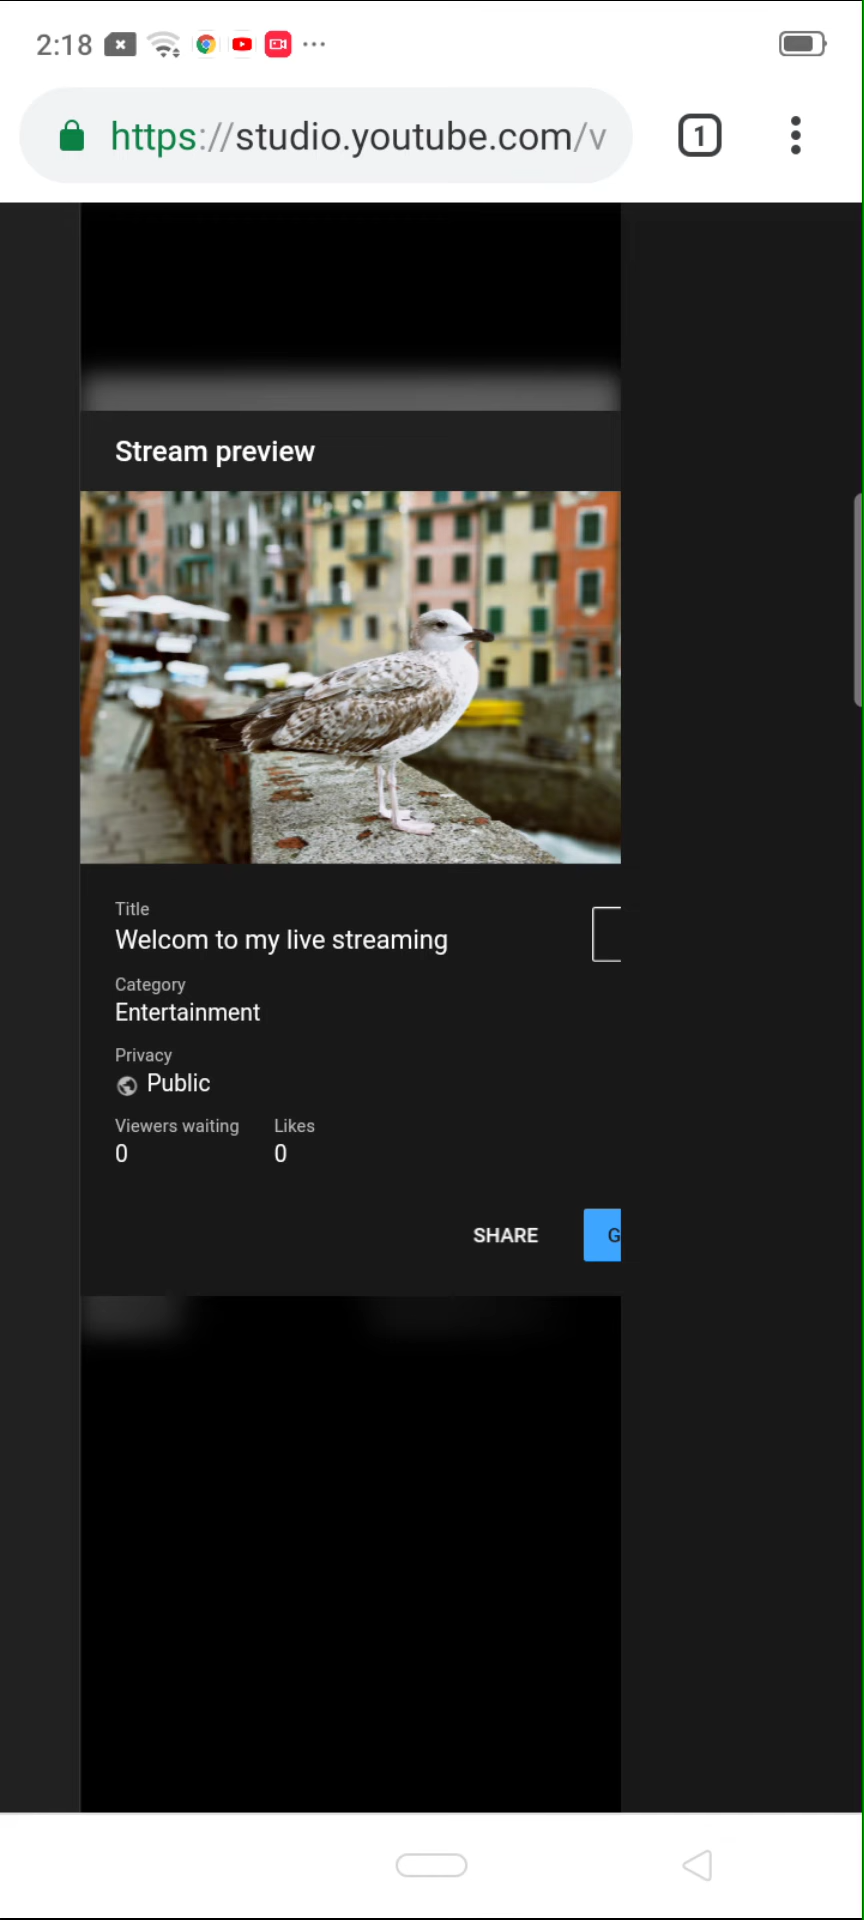 2:18
https://studio.youtube.com/v
1
Stream preview
Title
Welcom to my live streaming
Category
Entertainment
Privacy
Public
Viewers waiting Likes
0 0
SHARE G